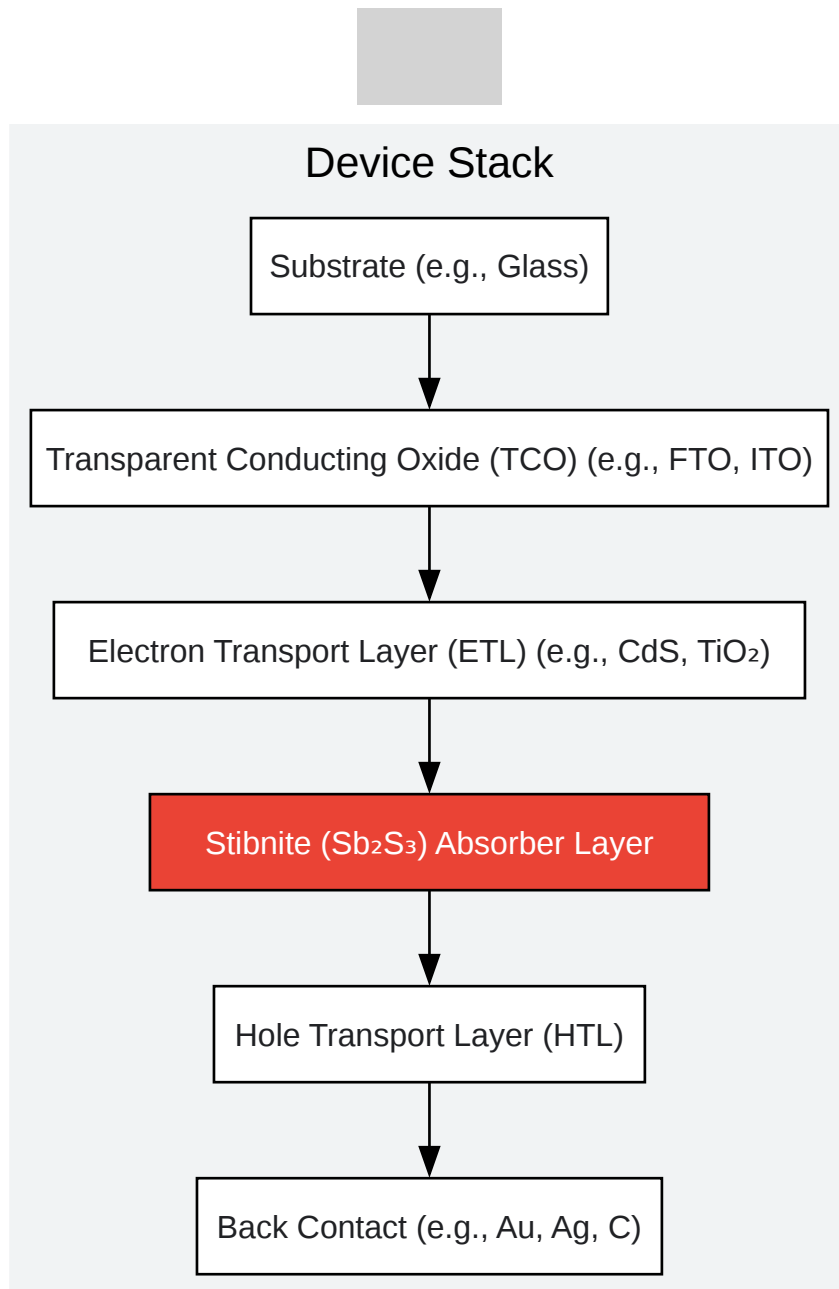 Device Stack
Substrate (e.g., Glass)
Transparent Conducting Oxide (TCO) (e.g., FTO, ITO)
Electron Transport Layer (ETL) (e.g., CdS, TiO₂)
Stibnite (Sb₂S₃) Absorber Layer
Hole Transport Layer (HTL)
Back Contact (e.g., Au, Ag, C)